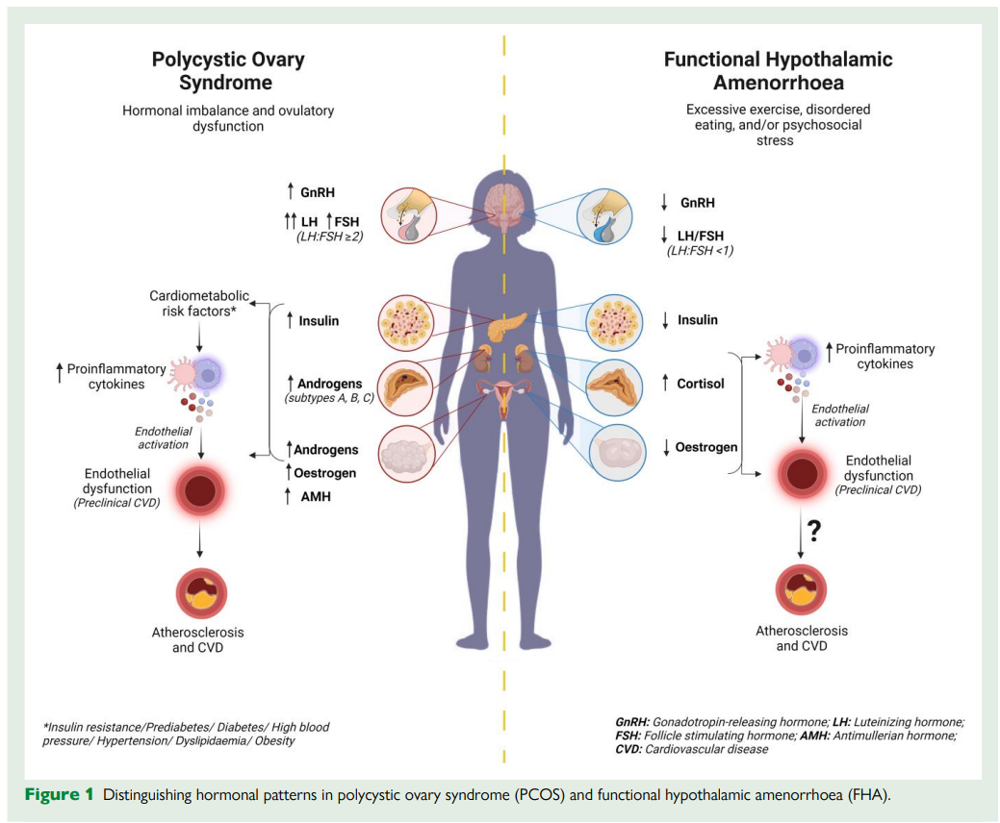 Polycystic Ovary
Syndrome
Hormonal imbalance and ovulatory
dysfunction
↑ GnRH
↑↑ LH ↑ FSH
(LH:FSH ≥2)
Cardiometabolic
risk factors*
↑ Insulin
↑ Proinflammatory
cytokines
↑ Androgens
(subtypes A, B, C)
Endothelial
activation
↑ Androgens
↑ Oestrogen
↑ AMH
Endothelial
dysfunction
(Preclinical CVD)
Atherosclerosis
and CVD
*Insulin resistance/Prediabetes/ Diabetes/ High blood
pressure/ Hypertension/ Dyslipidaemia/ Obesity
Functional Hypothalamic
Amenorrhoea
Excessive exercise, disordered
eating, and/or psychosocial
stress
↓ GnRH
↓ LH/FSH
(LH:FSH <1)
↓ Insulin
↑ Proinflammatory
cytokines
↑ Cortisol
Endothelial
activation
↓ Oestrogen
Endothelial
dysfunction
(Preclinical CVD)
?
Atherosclerosis
and CVD
GnRH: Gonadotropin-releasing hormone; LH: Luteinizing hormone;
FSH: Follicle stimulating hormone; AMH: Antimullerian hormone;
CVD: Cardiovascular disease
Figure 1 Distinguishing hormonal patterns in polycystic ovary syndrome (PCOS) and functional hypothalamic amenorrhoea (FHA).